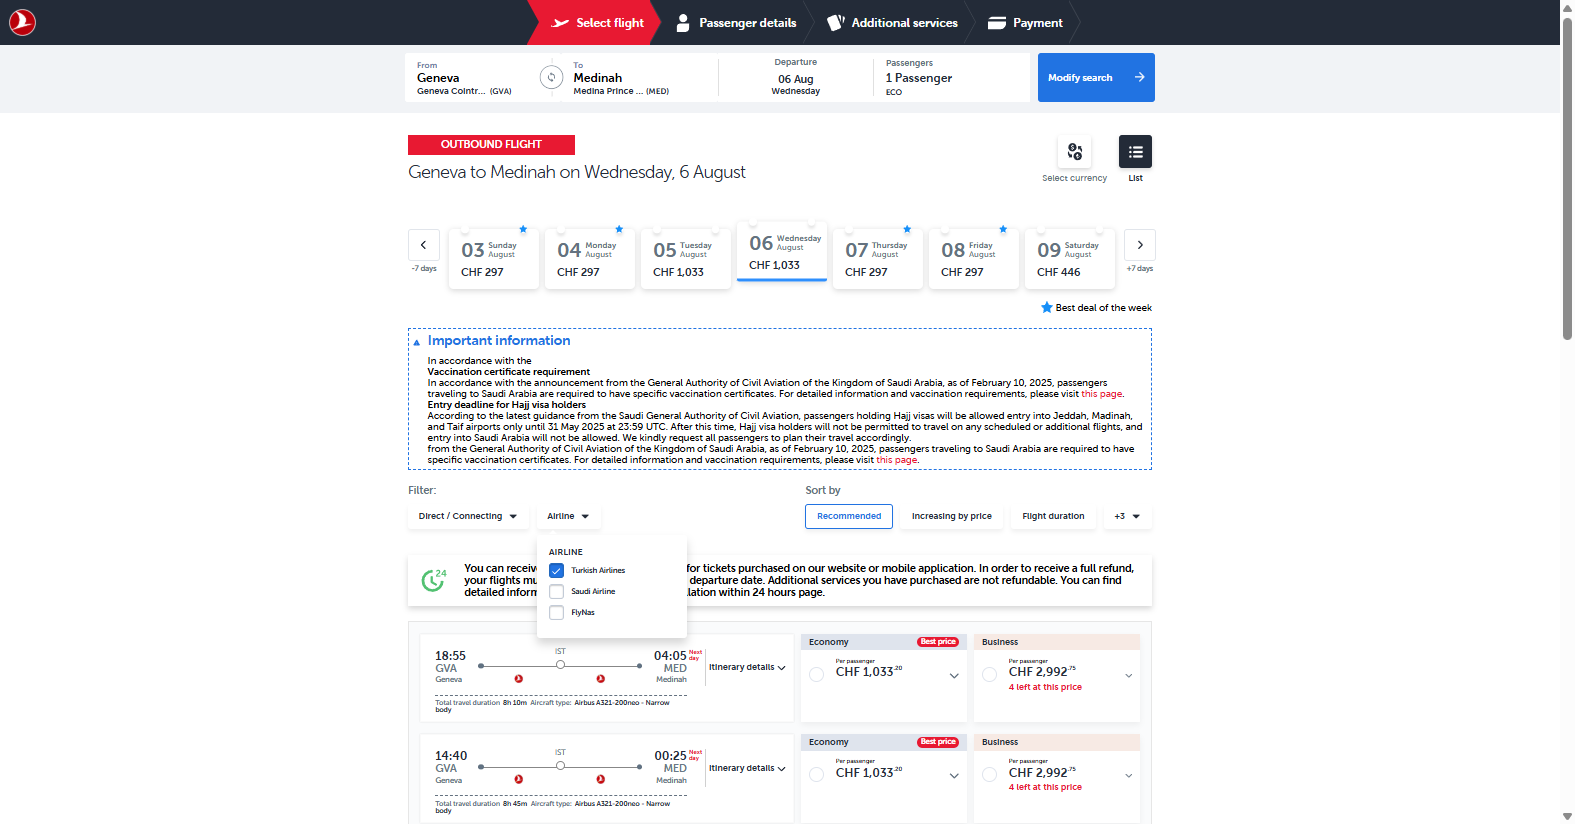 Select flight
Passenger details
Additional services
Payment
From
Geneva
Geneva Cointr... (GVA)
To
Medinah
Medina Prince ... (MED)
Departure
06 Aug
Wednesday
Passengers
1 Passenger
ECO
Modify search
OUTBOUND FLIGHT
Geneva to Medinah on Wednesday, 6 August
Select currency
List
-7 days
03 Sunday August
CHF 297
04 Monday August
CHF 297
05 Tuesday August
CHF 1,033
06 Wednesday August
CHF 1,033
07 Thursday August
CHF 297
08 Friday August
CHF 297
09 Saturday August
CHF 446
+7 days
Best deal of the week
Important information
In accordance with the
Vaccination certificate requirement
In accordance with the announcement from the General Authority of Civil Aviation of the Kingdom of Saudi Arabia, as of February 10, 2025, passengers
traveling to Saudi Arabia are required to have specific vaccination certificates. For detailed information and vaccination requirements, please visit this page.
Entry deadline for Hajj visa holders
According to the latest guidance from the Saudi General Authority of Civil Aviation, passengers holding Hajj visas will be allowed entry into Jeddah, Madinah,
and Taif airports only until 31 May 2025 at 23:59 UTC. After this time, Hajj visa holders will not be permitted to travel on any scheduled or additional flights, and
entry into Saudi Arabia will not be allowed. We kindly request all passengers to plan their travel accordingly.
from the General Authority of Civil Aviation of the Kingdom of Saudi Arabia, as of February 10, 2025, passengers traveling to Saudi Arabia are required to have
specific vaccination certificates. For detailed information and vaccination requirements, please visit this page.
Filter:
Direct / Connecting
Airline
Sort by
Recommended
Increasing by price
Flight duration
+3
AIRLINE
Turkish Airlines
Saudi Airline
FlyNas
24
You can receiv for tickets purchased on our website or mobile application. In order to receive a full refund,
your flights mu departure date. Additional services you have purchased are not refundable. You can find
detailed inform lation within 24 hours page.
18:55
GVA
Geneva
IST
04:05 Next day
MED
Medinah
Itinerary details
Total travel duration 8h 10m Aircraft type: Airbus A321-200neo - Narrow
body
Economy
Best price
Per passenger
CHF 1,033.20
Business
Per passenger
CHF 2,992.75
4 left at this price
14:40
GVA
Geneva
IST
00:25 Next day
MED
Medinah
Itinerary details
Total travel duration 8h 45m Aircraft type: Airbus A321-200neo - Narrow
body
Economy
Best price
Per passenger
CHF 1,033.20
Business
Per passenger
CHF 2,992.75
4 left at this price